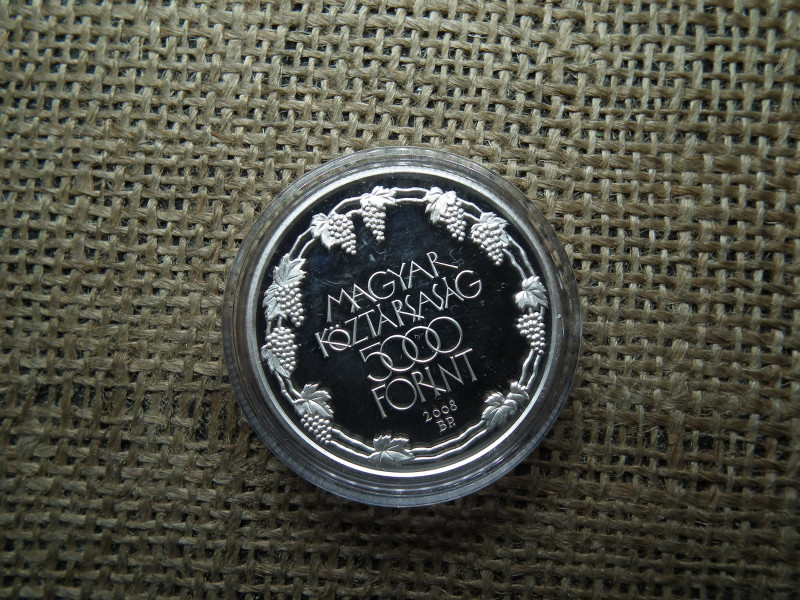 MAGYAR
KÖZTÁRSASÁG
5000
FORINT
2008
BP.